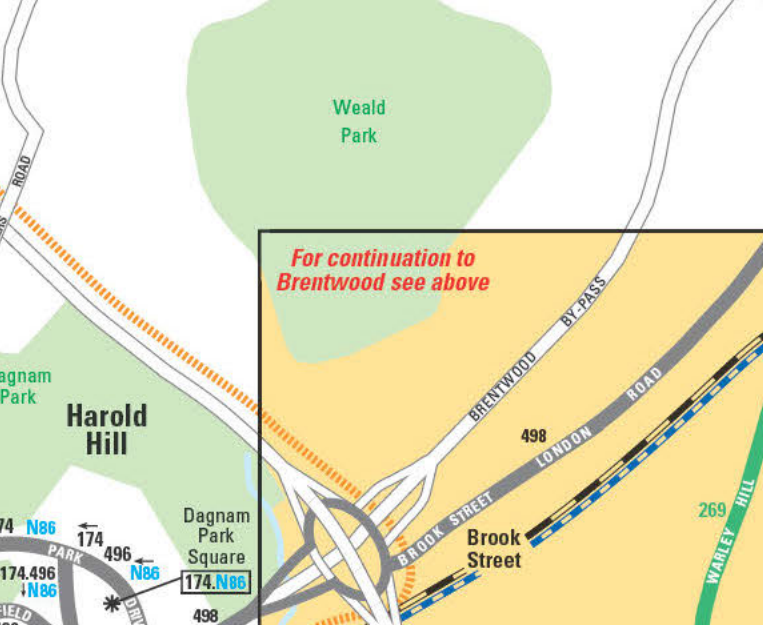 Weald
Park
ROAD
For continuation to
Brentwood see above
BY-PASS
BRENTWOOD
ROAD
LONDON
498
BROOK STREET
Brook
Street
269
WARLEY HILL
agnam
Park
Harold
Hill
Dagnam
Park
Square
174.N86
74 N86
174
496
N86
PARK
174.496
N86
FIELD
DRIV
498